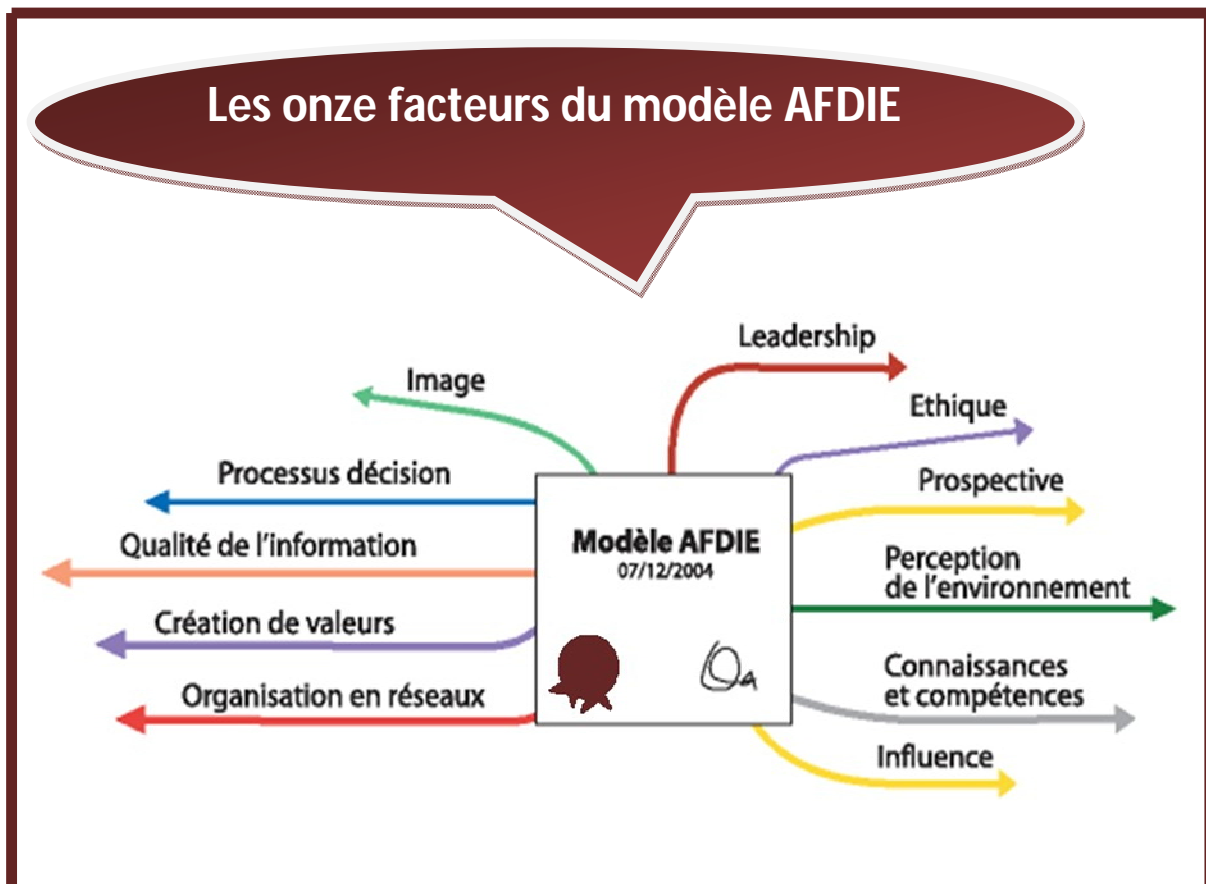 Les onze facteurs du modèle AFDIE
Leadership
Image
Ethique
Processus décision
Prospective
Qualité de l'information
Modèle AFDIE
07/12/2004
Perception
de l'environnement
Création de valeurs
Connaissances
et compétences
Organisation en réseaux
Influence